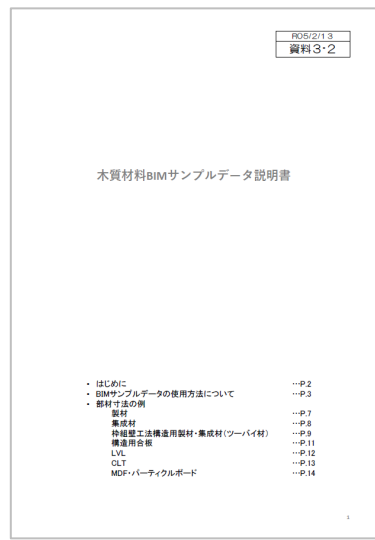 R05/2/13
資料3-2
木質材料BIMサンプルデータ説明書
・ はじめに …P.2
・ BIMサンプルデータの使用方法について …P.3
・ 部材寸法の例
製材 …P.7
集成材 …P.8
枠組壁工法構造用製材・集成材(ツーバイ材) …P.9
構造用合板 …P.11
LVL …P.12
CLT …P.13
MDF・パーティクルボード …P.14
1